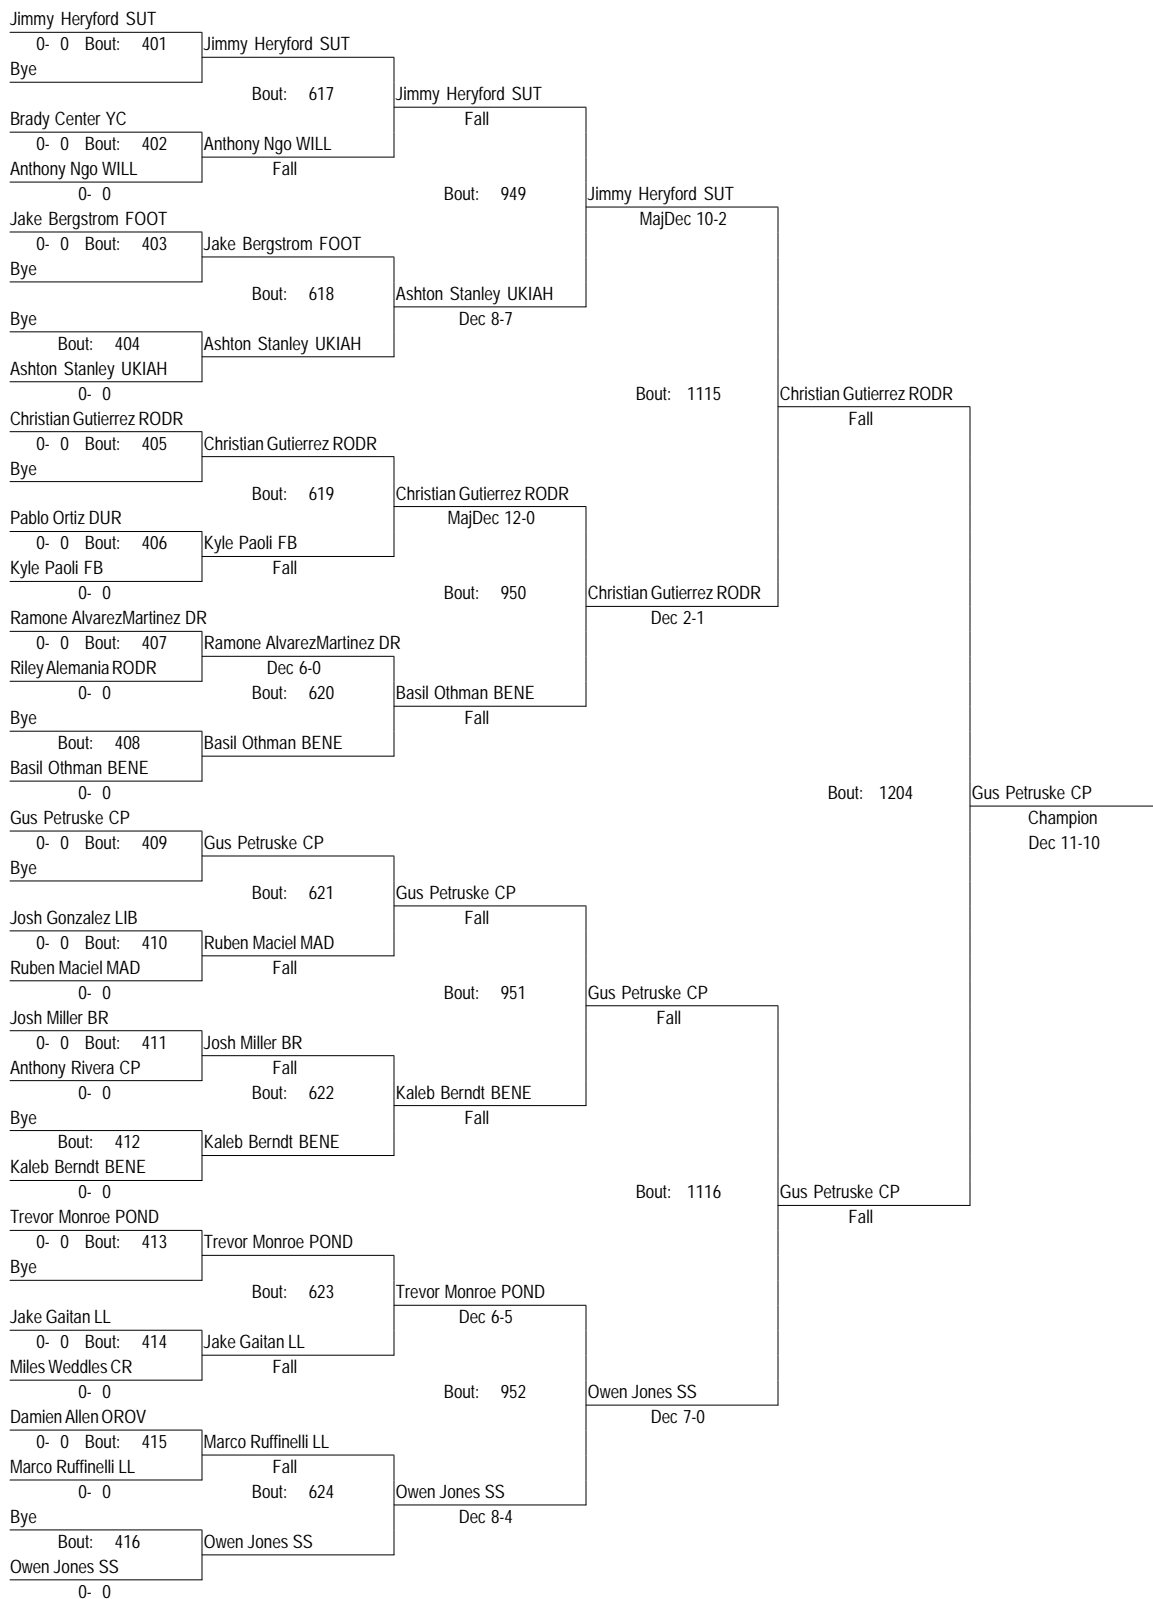 Jimmy Heryford SUT
0- 0 Bout: 401 Jimmy Heryford SUT
Bye
Bout: 617 Jimmy Heryford SUT
Brady Center YC
Fall
0- 0 Bout: 402 Anthony Ngo WILL
Anthony Ngo WILL
Fall
0- 0
Bout: 949 Jimmy Heryford SUT
Jake Bergstrom FOOT
MajDec 10-2
0- 0 Bout: 403 Jake Bergstrom FOOT
Bye
Bout: 618 Ashton Stanley UKIAH
Bye
Dec 8-7
Bout: 404 Ashton Stanley UKIAH
Ashton Stanley UKIAH
0- 0
Bout: 1115 Christian Gutierrez RODR
Christian Gutierrez RODR
Fall
0- 0 Bout: 405 Christian Gutierrez RODR
Bye
Bout: 619 Christian Gutierrez RODR
Pablo Ortiz DUR
MajDec 12-0
0- 0 Bout: 406 Kyle Paoli FB
Kyle Paoli FB
Fall
0- 0
Bout: 950 Christian Gutierrez RODR
Ramone AlvarezMartinez DR
Dec 2-1
0- 0 Bout: 407 Ramone AlvarezMartinez DR
Riley Alemania RODR
Dec 6-0
0- 0
Bout: 620 Basil Othman BENE
Bye
Fall
Bout: 408 Basil Othman BENE
Basil Othman BENE
0- 0
Bout: 1204 Gus Petruske CP
Gus Petruske CP
Champion
0- 0 Bout: 409 Gus Petruske CP
Dec 11-10
Bye
Bout: 621 Gus Petruske CP
Josh Gonzalez LIB
Fall
0- 0 Bout: 410 Ruben Maciel MAD
Ruben Maciel MAD
Fall
0- 0
Bout: 951 Gus Petruske CP
Josh Miller BR
Fall
0- 0 Bout: 411 Josh Miller BR
Anthony Rivera CP
Fall
0- 0
Bout: 622 Kaleb Berndt BENE
Bye
Fall
Bout: 412 Kaleb Berndt BENE
Kaleb Berndt BENE
0- 0
Bout: 1116 Gus Petruske CP
Trevor Monroe POND
Fall
0- 0 Bout: 413 Trevor Monroe POND
Bye
Bout: 623 Trevor Monroe POND
Jake Gaitan LL
Dec 6-5
0- 0 Bout: 414 Jake Gaitan LL
Miles Weddles CR
Fall
0- 0
Bout: 952 Owen Jones SS
Damien Allen OROV
Dec 7-0
0- 0 Bout: 415 Marco Ruffinelli LL
Marco Ruffinelli LL
Fall
0- 0
Bout: 624 Owen Jones SS
Bye
Dec 8-4
Bout: 416 Owen Jones SS
Owen Jones SS
0- 0